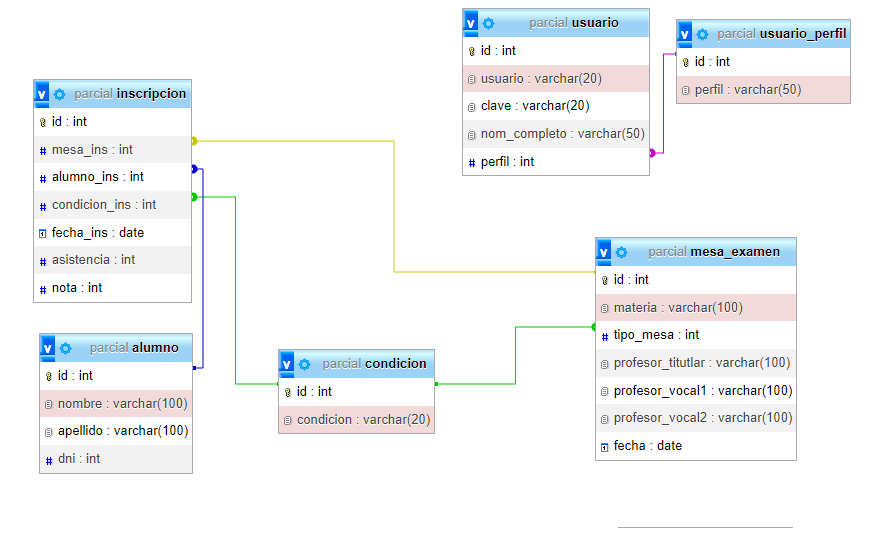 v parcial usuario
id : int
usuario : varchar(20)
clave : varchar(20)
nom_completo : varchar(50)
# perfil : int
v parcial usuario_perfil
id : int
perfil : varchar(50)
v parcial inscripcion
id : int
# mesa_ins : int
# alumno_ins : int
# condicion_ins : int
fecha_ins : date
# asistencia : int
# nota : int
v parcial mesa_examen
id : int
materia : varchar(100)
# tipo_mesa : int
profesor_titutlar : varchar(100)
profesor_vocal1 : varchar(100)
profesor_vocal2 : varchar(100)
fecha : date
v parcial alumno
id : int
nombre : varchar(100)
apellido : varchar(100)
# dni : int
v parcial condicion
id : int
condicion : varchar(20)